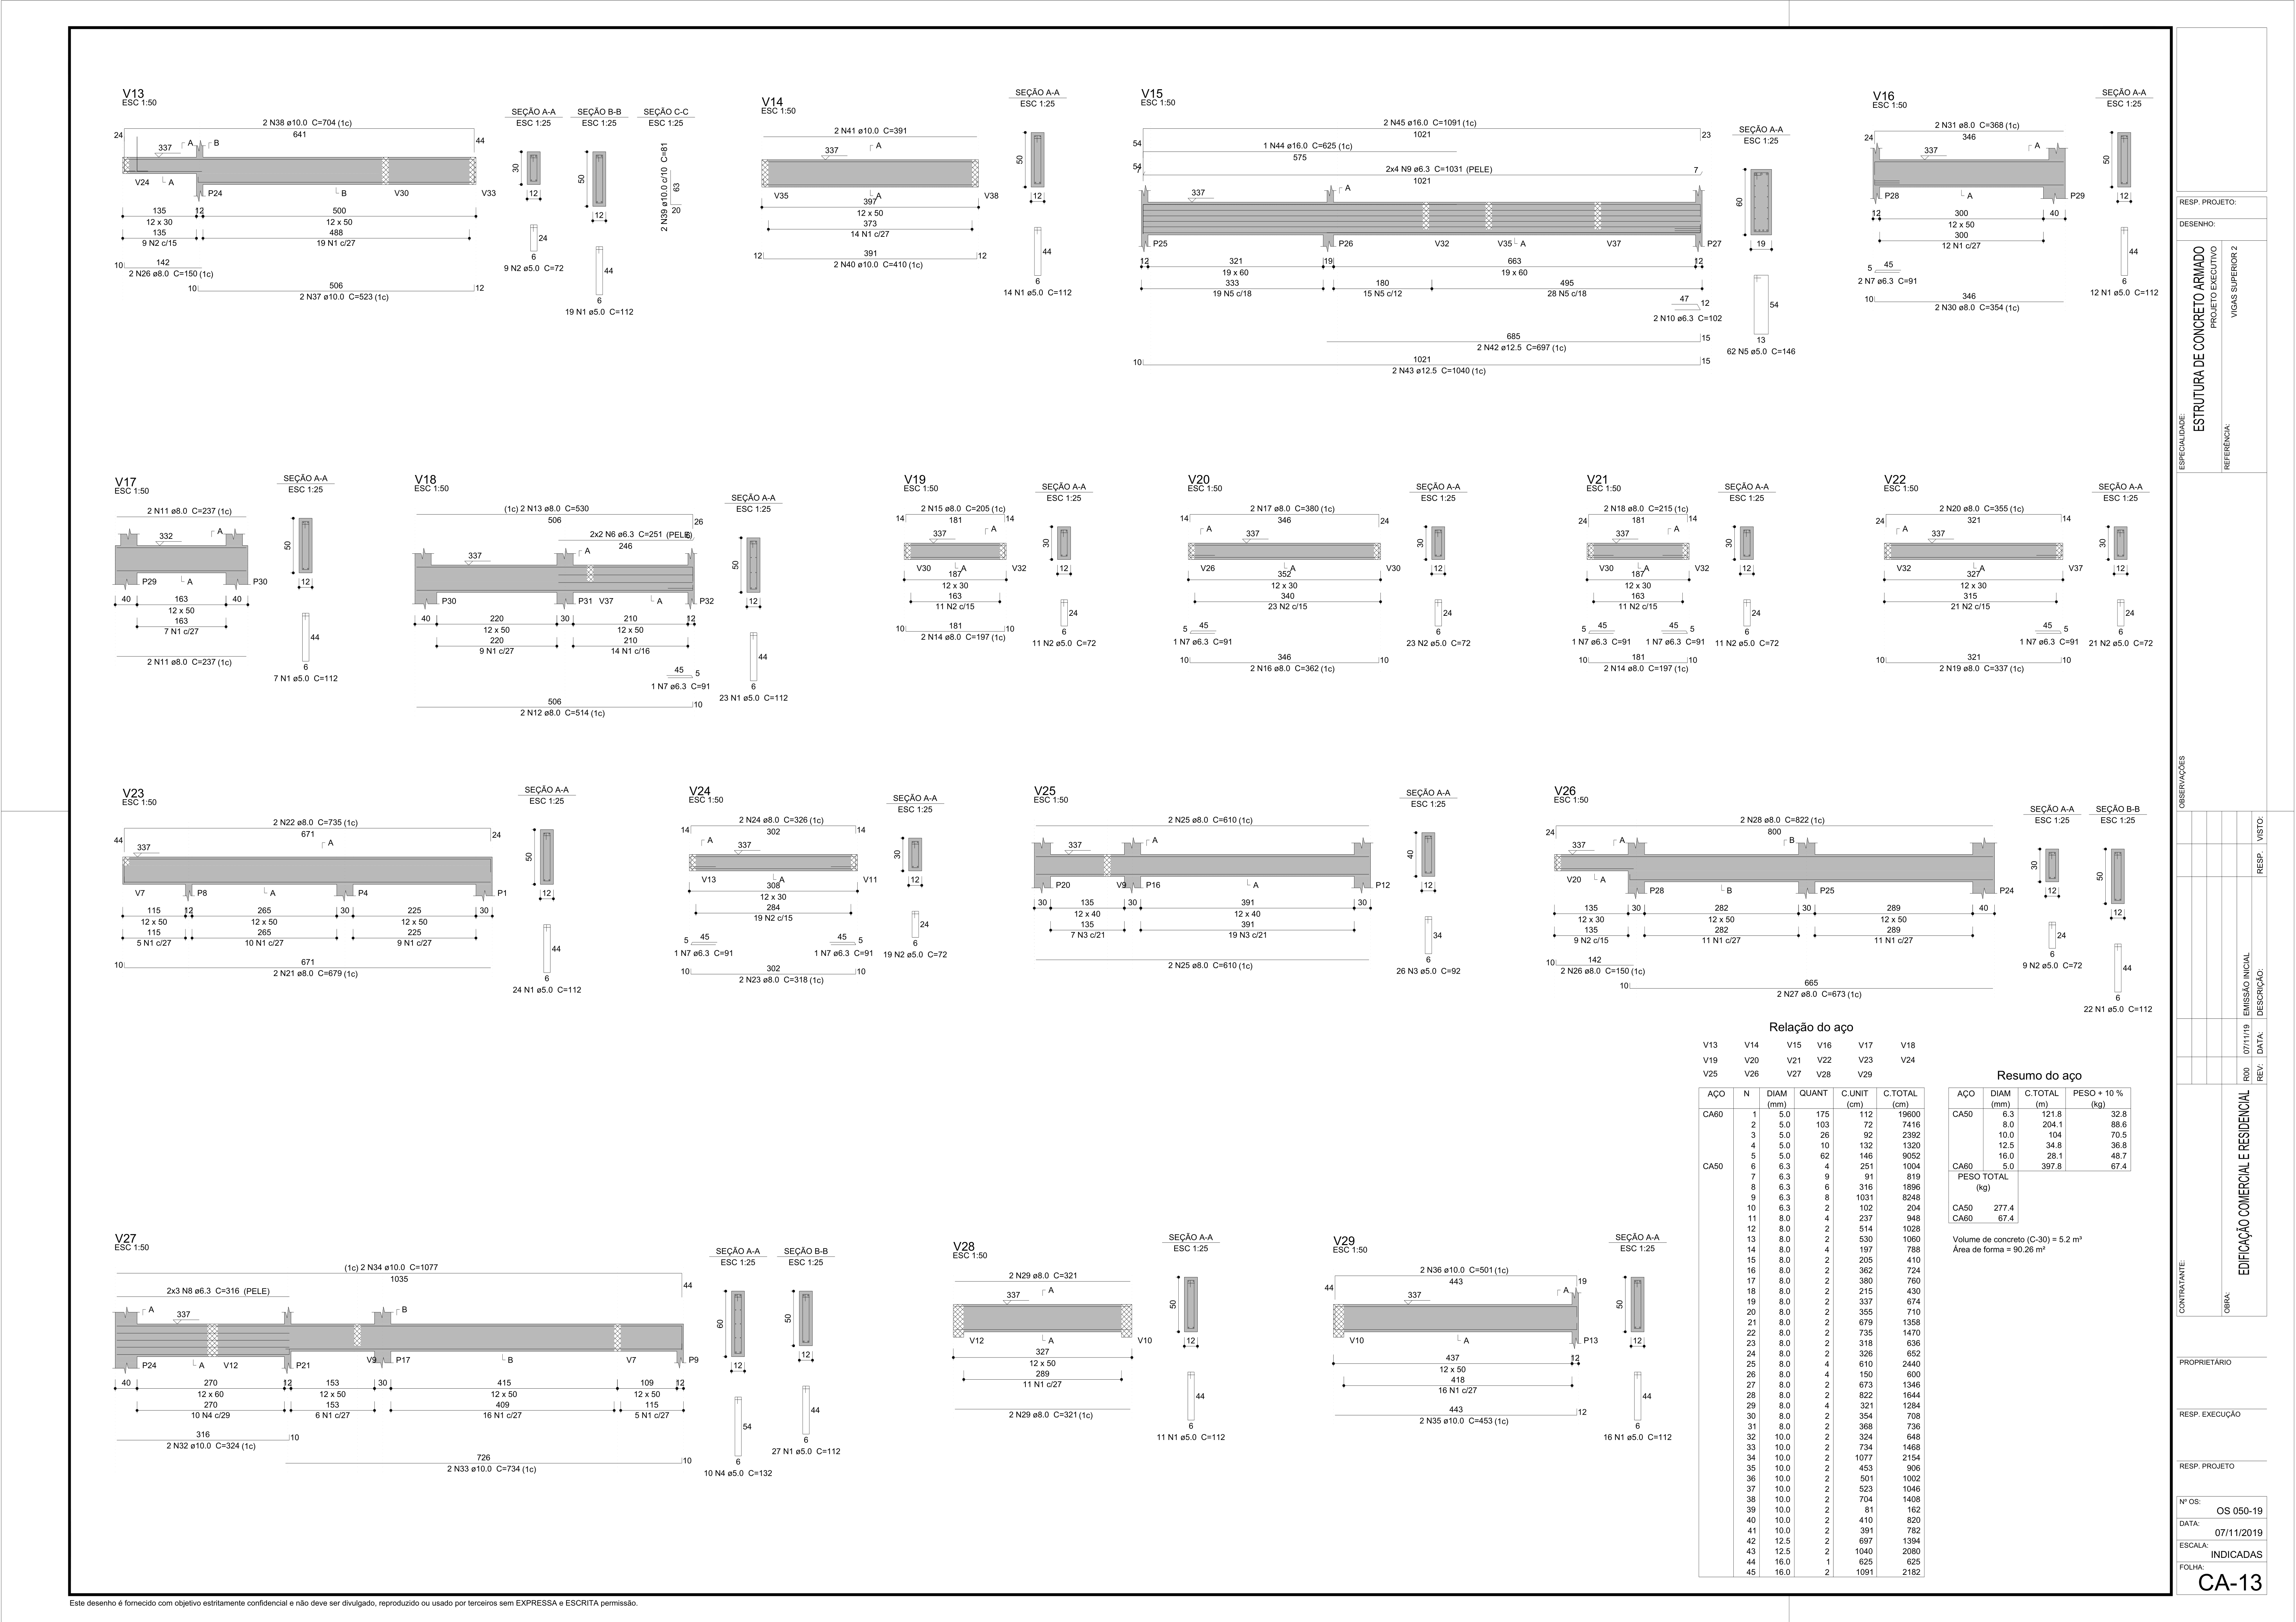 V13
ESC 1:50
2 N38 ø10.0 C=704 (1c)
641
24
44
337
A
B
V24
A
P24
B
V30
V33
135
12
500
12 x 30
12 x 50
135
488
9 N2 c/15
19 N1 c/27
10
142
2 N26 ø8.0 C=150 (1c)
10
506
12
2 N37 ø10.0 C=523 (1c)
SEÇÃO A-A
ESC 1:25
30
12
24
6
9 N2 ø5.0 C=72
SEÇÃO B-B
ESC 1:25
50
12
44
6
19 N1 ø5.0 C=112
SEÇÃO C-C
ESC 1:25
2 N39 ø10.0 c/10 C=81
63
20
V14
ESC 1:50
2 N41 ø10.0 C=391
337
A
V35
A
V38
397
12 x 50
373
14 N1 c/27
12
391
12
2 N40 ø10.0 C=410 (1c)
SEÇÃO A-A
ESC 1:25
50
12
44
6
14 N1 ø5.0 C=112
V15
ESC 1:50
2 N45 ø16.0 C=1091 (1c)
1021
54
23
1 N44 ø16.0 C=625 (1c)
575
54
2x4 N9 ø6.3 C=1031 (PELE)
7
1021
7
337
A
P25
P26
V32
V35
A
V37
P27
12
321
19
663
12
19 x 60
19 x 60
333
180
495
19 N5 c/18
15 N5 c/12
28 N5 c/18
47
12
2 N10 ø6.3 C=102
685
15
2 N42 ø12.5 C=697 (1c)
10
1021
15
2 N43 ø12.5 C=1040 (1c)
SEÇÃO A-A
ESC 1:25
60
19
54
13
62 N5 ø5.0 C=146
V16
ESC 1:50
2 N31 ø8.0 C=368 (1c)
24
346
337
A
P28
A
P29
12
300
40
12 x 50
300
12 N1 c/27
5
45
2 N7 ø6.3 C=91
10
346
2 N30 ø8.0 C=354 (1c)
SEÇÃO A-A
ESC 1:25
50
12
44
6
12 N1 ø5.0 C=112
V17
ESC 1:50
2 N11 ø8.0 C=237 (1c)
332
A
P29
A
P30
40
163
40
12 x 50
163
7 N1 c/27
2 N11 ø8.0 C=237 (1c)
SEÇÃO A-A
ESC 1:25
50
12
44
6
7 N1 ø5.0 C=112
V18
ESC 1:50
(1c) 2 N13 ø8.0 C=530
506
26
2x2 N6 ø6.3 C=251 (PELE)
246
337
A
P30
P31
V37
A
P32
40
220
30
210
12
12 x 50
12 x 50
220
210
9 N1 c/27
14 N1 c/16
45
5
1 N7 ø6.3 C=91
506
10
2 N12 ø8.0 C=514 (1c)
SEÇÃO A-A
ESC 1:25
50
12
44
6
23 N1 ø5.0 C=112
V19
ESC 1:50
2 N15 ø8.0 C=205 (1c)
14
181
14
337
A
V30
A
V32
187
12 x 30
163
11 N2 c/15
10
181
10
2 N14 ø8.0 C=197 (1c)
SEÇÃO A-A
ESC 1:25
30
12
24
6
11 N2 ø5.0 C=72
V20
ESC 1:50
2 N17 ø8.0 C=380 (1c)
14
346
24
A
337
V26
A
V30
352
12 x 30
340
23 N2 c/15
5
45
1 N7 ø6.3 C=91
10
346
10
2 N16 ø8.0 C=362 (1c)
SEÇÃO A-A
ESC 1:25
30
12
24
6
23 N2 ø5.0 C=72
V21
ESC 1:50
2 N18 ø8.0 C=215 (1c)
24
181
14
337
A
V30
A
V32
187
12 x 30
163
11 N2 c/15
5
45
45
5
1 N7 ø6.3 C=91
1 N7 ø6.3 C=91
10
181
10
2 N14 ø8.0 C=197 (1c)
SEÇÃO A-A
ESC 1:25
30
12
24
6
11 N2 ø5.0 C=72
V22
ESC 1:50
2 N20 ø8.0 C=355 (1c)
24
321
14
A
337
V32
A
V37
327
12 x 30
315
21 N2 c/15
45
5
1 N7 ø6.3 C=91
10
321
10
2 N19 ø8.0 C=337 (1c)
SEÇÃO A-A
ESC 1:25
30
12
24
6
21 N2 ø5.0 C=72
V23
ESC 1:50
2 N22 ø8.0 C=735 (1c)
44
671
24
337
A
V7
P8
A
P4
P1
115
12
265
30
225
30
12 x 50
12 x 50
12 x 50
115
265
225
5 N1 c/27
10 N1 c/27
9 N1 c/27
10
671
2 N21 ø8.0 C=679 (1c)
SEÇÃO A-A
ESC 1:25
50
12
44
6
24 N1 ø5.0 C=112
V24
ESC 1:50
2 N24 ø8.0 C=326 (1c)
14
302
14
A
337
V13
A
V11
308
12 x 30
284
19 N2 c/15
5
45
45
5
1 N7 ø6.3 C=91
1 N7 ø6.3 C=91
10
302
10
2 N23 ø8.0 C=318 (1c)
SEÇÃO A-A
ESC 1:25
30
12
24
6
19 N2 ø5.0 C=72
V25
ESC 1:50
2 N25 ø8.0 C=610 (1c)
337
A
P20
V9
P16
A
P12
30
135
30
391
30
12 x 40
12 x 40
135
391
7 N3 c/21
19 N3 c/21
2 N25 ø8.0 C=610 (1c)
SEÇÃO A-A
ESC 1:25
40
12
34
6
26 N3 ø5.0 C=92
V26
ESC 1:50
2 N28 ø8.0 C=822 (1c)
24
800
337
A
B
V20
A
P28
B
P25
P24
135
30
282
30
289
40
12 x 30
12 x 50
12 x 50
135
282
289
9 N2 c/15
11 N1 c/27
11 N1 c/27
10
142
2 N26 ø8.0 C=150 (1c)
10
665
2 N27 ø8.0 C=673 (1c)
SEÇÃO A-A
ESC 1:25
30
12
24
6
9 N2 ø5.0 C=72
SEÇÃO B-B
ESC 1:25
50
12
44
6
22 N1 ø5.0 C=112
V27
ESC 1:50
(1c) 2 N34 ø10.0 C=1077
1035
44
2x3 N8 ø6.3 C=316 (PELE)
A
337
B
P24
A
V12
P21
V9
P17
B
V7
P9
40
270
12
153
30
415
109
12
12 x 60
12 x 50
12 x 50
12 x 50
270
153
409
115
10 N4 c/29
6 N1 c/27
16 N1 c/27
5 N1 c/27
316
10
2 N32 ø10.0 C=324 (1c)
726
10
2 N33 ø10.0 C=734 (1c)
SEÇÃO A-A
ESC 1:25
60
12
54
6
10 N4 ø5.0 C=132
SEÇÃO B-B
ESC 1:25
50
12
44
6
27 N1 ø5.0 C=112
V28
ESC 1:50
2 N29 ø8.0 C=321
337
A
V12
A
V10
327
12 x 50
289
11 N1 c/27
2 N29 ø8.0 C=321 (1c)
SEÇÃO A-A
ESC 1:25
50
12
44
6
11 N1 ø5.0 C=112
V29
ESC 1:50
2 N36 ø10.0 C=501 (1c)
44
443
19
337
A
V10
A
P13
437
12
12 x 50
418
16 N1 c/27
443
12
2 N35 ø10.0 C=453 (1c)
SEÇÃO A-A
ESC 1:25
50
12
44
6
16 N1 ø5.0 C=112
Relação do aço
V13 V14 V15 V16 V17 V18
V19 V20 V21 V22 V23 V24
V25 V26 V27 V28 V29
AÇO N DIAM QUANT C.UNIT C.TOTAL
(mm) (cm) (cm)
CA60 1 5.0 175 112 19600
2 5.0 103 72 7416
3 5.0 26 92 2392
4 5.0 10 132 1320
5 5.0 62 146 9052
CA50 6 6.3 4 251 1004
7 6.3 9 91 819
8 6.3 6 316 1896
9 6.3 8 1031 8248
10 6.3 2 102 204
11 8.0 4 237 948
12 8.0 2 514 1028
13 8.0 2 530 1060
14 8.0 4 197 788
15 8.0 2 205 410
16 8.0 2 362 724
17 8.0 2 380 760
18 8.0 2 215 430
19 8.0 2 337 674
20 8.0 2 355 710
21 8.0 2 679 1358
22 8.0 2 735 1470
23 8.0 2 318 636
24 8.0 2 326 652
25 8.0 4 610 2440
26 8.0 4 150 600
27 8.0 2 673 1346
28 8.0 2 822 1644
29 8.0 4 321 1284
30 8.0 2 354 708
31 8.0 2 368 736
32 10.0 2 324 648
33 10.0 2 734 1468
34 10.0 2 1077 2154
35 10.0 2 453 906
36 10.0 2 501 1002
37 10.0 2 523 1046
38 10.0 2 704 1408
39 10.0 2 81 162
40 10.0 2 410 820
41 10.0 2 391 782
42 12.5 2 697 1394
43 12.5 2 1040 2080
44 16.0 1 625 625
45 16.0 2 1091 2182
Resumo do aço
AÇO DIAM C.TOTAL PESO + 10 %
(mm) (m) (kg)
CA50 6.3 121.8 32.8
8.0 204.1 88.6
10.0 104 70.5
12.5 34.8 36.8
16.0 28.1 48.7
CA60 5.0 397.8 67.4
PESO TOTAL
(kg)
CA50 277.4
CA60 67.4
Volume de concreto (C-30) = 5.2 m³
Área de forma = 90.26 m²
RESP. PROJETO:
DESENHO:
ESPECIALIDADE:
ESTRUTURA DE CONCRETO ARMADO
PROJETO EXECUTIVO
REFERÊNCIA:
VIGAS SUPERIOR 2
OBSERVAÇÕES
R00 07/11/19 EMISSÃO INICIAL
REV: DATA: DESCRIÇÃO: RESP. VISTO:
CONTRATANTE:
OBRA:
EDIFICAÇÃO COMERCIAL E RESIDENCIAL
PROPRIETÁRIO
RESP. EXECUÇÃO
RESP. PROJETO
Nº OS:
OS 050-19
DATA:
07/11/2019
ESCALA:
INDICADAS
FOLHA:
CA-13
Este desenho é fornecido com objetivo estritamente confidencial e não deve ser divulgado, reproduzido ou usado por terceiros sem EXPRESSA e ESCRITA permissão.